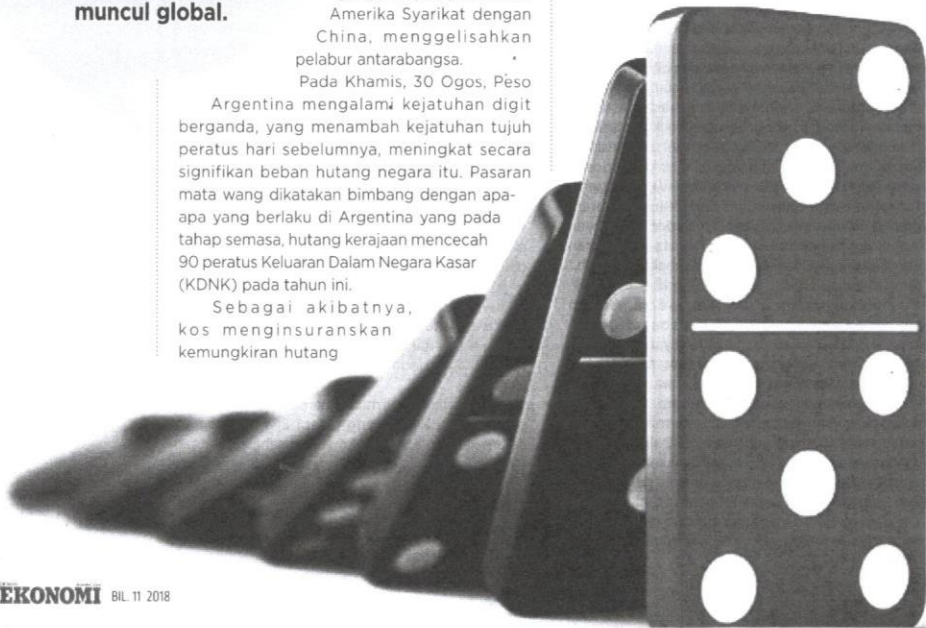 muncul global.
Amerika Syarikat dengan
China, menggelisahkan
pelabur antarabangsa.
Pada Khamis, 30 Ogos, Peso
Argentina mengalami kejatuhan digit
berganda, yang menambah kejatuhan tujuh
peratus hari sebelumnya, meningkat secara
signifikan beban hutang negara itu. Pasaran
mata wang dikatakan bimbang dengan apa-
apa yang berlaku di Argentina yang pada
tahap semasa, hutang kerajaan mencecah
90 peratus Keluaran Dalam Negara Kasar
(KDNK) pada tahun ini.
Sebagai akibatnya,
kos menginsuranskan
kemungkiran hutang
EKONOMI BIL. 11 2018